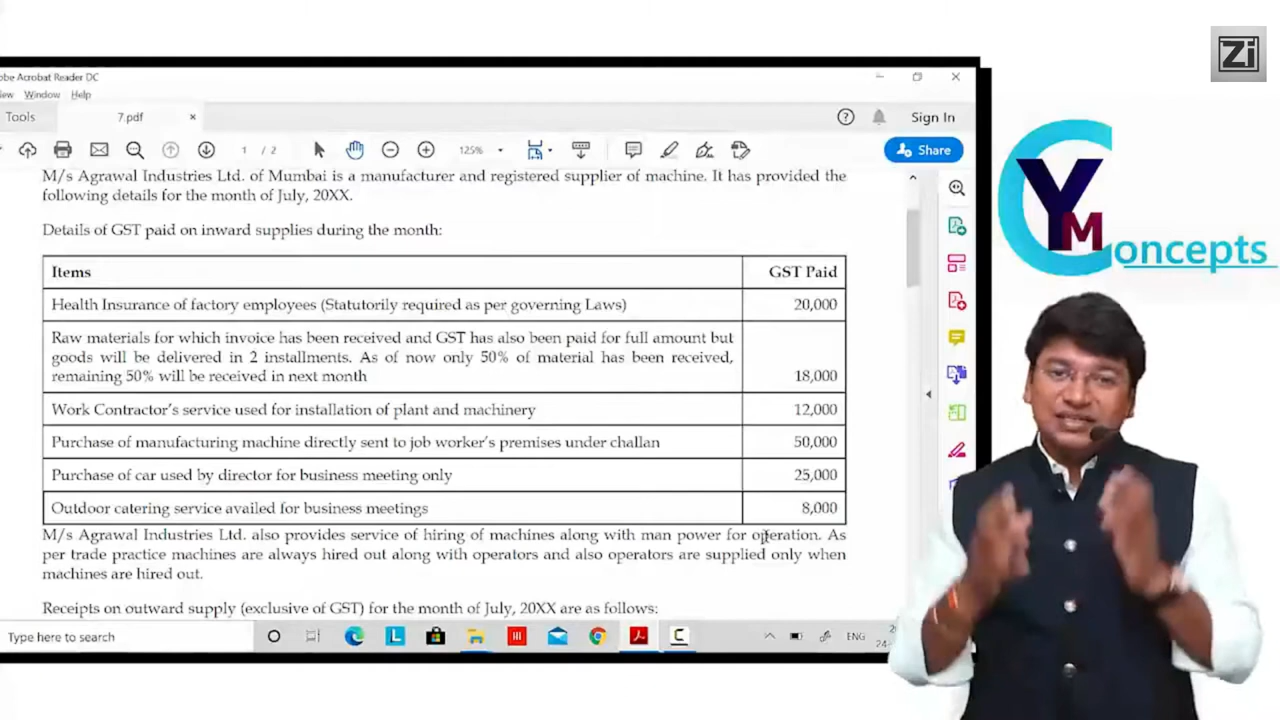 Zi
obe Acrobat Reader DC
iew Window Help
Tools 7.pdf × Sign In
1 / 2 125% Share
M/s Agrawal Industries Ltd. of Mumbai is a manufacturer and registered supplier of machine. It has provided the
following details for the month of July, 20XX.
Details of GST paid on inward supplies during the month:
Items GST Paid
Health Insurance of factory employees (Statutorily required as per governing Laws) 20,000
Raw materials for which invoice has been received and GST has also been paid for full amount but
goods will be delivered in 2 installments. As of now only 50% of material has been received,
remaining 50% will be received in next month 18,000
Work Contractor's service used for installation of plant and machinery 12,000
Purchase of manufacturing machine directly sent to job worker's premises under challan 50,000
Purchase of car used by director for business meeting only 25,000
Outdoor catering service availed for business meetings 8,000
M/s Agrawal Industries Ltd. also provides service of hiring of machines along with man power for operation. As
per trade practice machines are always hired out along with operators and also operators are supplied only when
machines are hired out.
Receipts on outward supply (exclusive of GST) for the month of July, 20XX are as follows:
Type here to search ENG
24-
YM Concepts